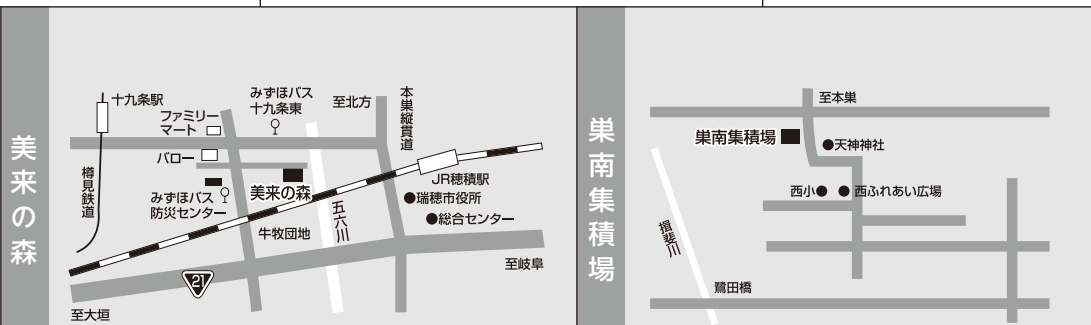 美来の森
十九条駅
ファミリー
マート
みずほバス
十九条東
至北方
本巣縦貫道
バロー
樽見鉄道
みずほバス
防災センター
美来の森
JR穂積駅
●瑞穂市役所
●総合センター
五六川
牛牧団地
21
至岐阜
至大垣
巣南集積場
至本巣
巣南集積場
●天神神社
西小●
●西ふれあい広場
揖斐川
鷺田橋